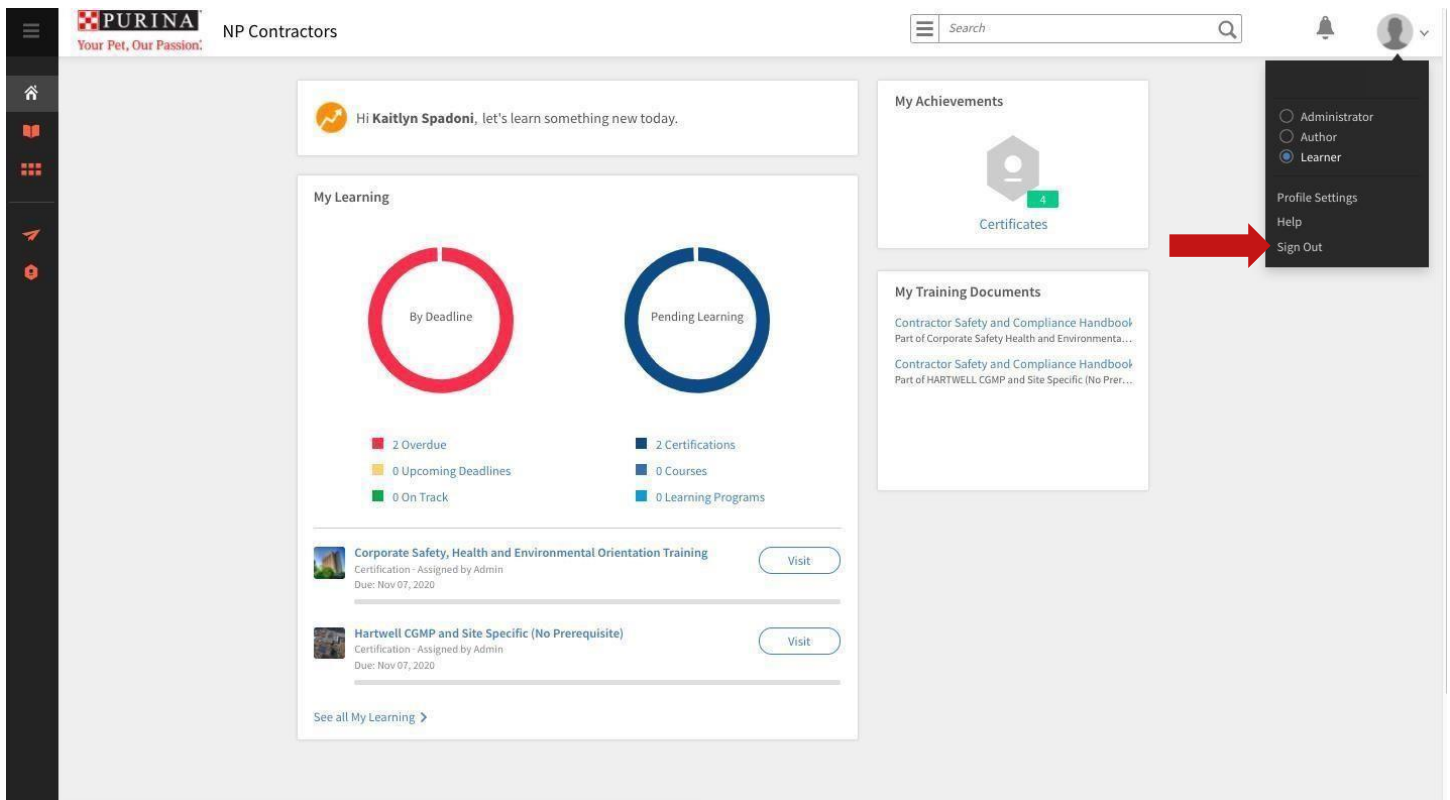 PURINA
Your Pet, Our Passion.
NP Contractors
Search
Administrator
Author
Learner
Profile Settings
Help
Sign Out
Hi Kaitlyn Spadoni, let's learn something new today.
My Learning
By Deadline
Pending Learning
2 Overdue
0 Upcoming Deadlines
0 On Track
2 Certifications
0 Courses
0 Learning Programs
Corporate Safety, Health and Environmental Orientation Training
Certification · Assigned by Admin
Due: Nov 07, 2020
Visit
Hartwell CGMP and Site Specific (No Prerequisite)
Certification · Assigned by Admin
Due: Nov 07, 2020
Visit
See all My Learning
My Achievements
4
Certificates
My Training Documents
Contractor Safety and Compliance Handbook
Part of Corporate Safety Health and Environmenta...
Contractor Safety and Compliance Handbook
Part of HARTWELL CGMP and Site Specific (No Prer...